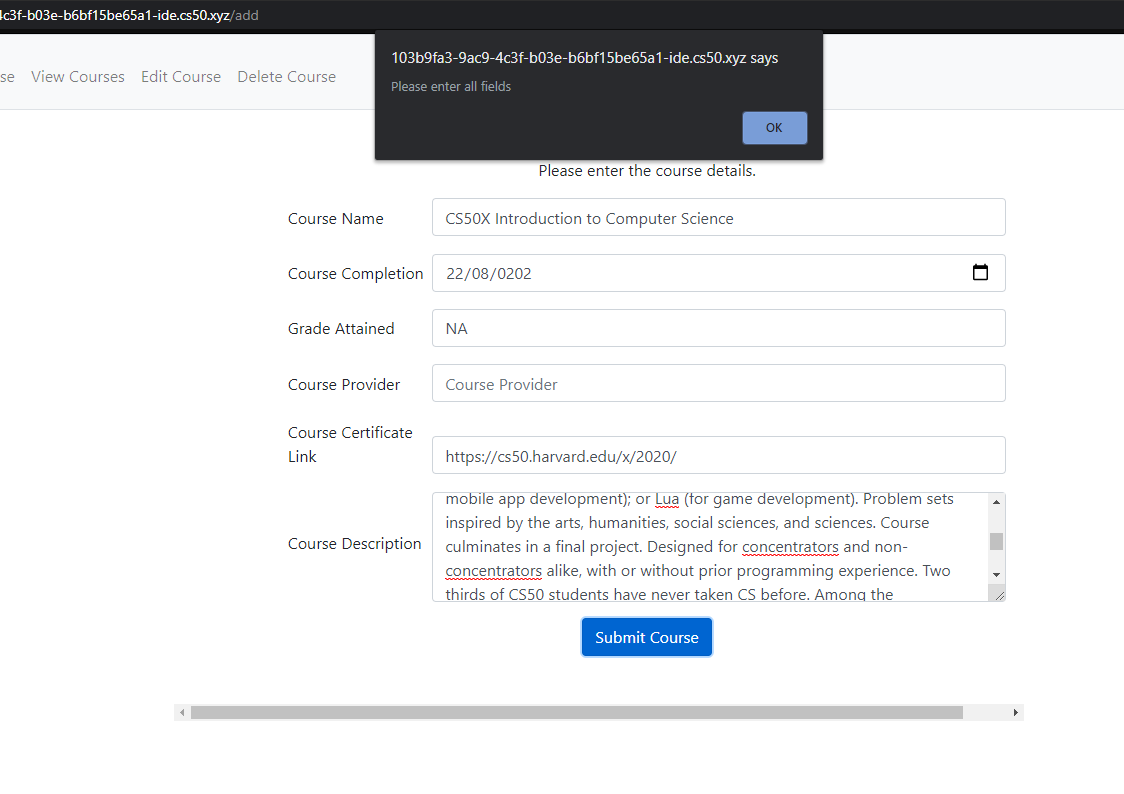 4c3f-b03e-b6bf15be65a1-ide.cs50.xyz/add
103b9fa3-9ac9-4c3f-b03e-b6bf15be65a1-ide.cs50.xyz says
se View Courses Edit Course Delete Course
Please enter all fields
OK
Please enter the course details.
Course Name CS50X Introduction to Computer Science
Course Completion 22/08/0202
Grade Attained NA
Course Provider Course Provider
Course Certificate
Link https://cs50.harvard.edu/x/2020/
Course Description
mobile app development); or Lua (for game development). Problem sets
inspired by the arts, humanities, social sciences, and sciences. Course
culminates in a final project. Designed for concentrators and non-
concentrators alike, with or without prior programming experience. Two
thirds of CS50 students have never taken CS before. Among the
Submit Course